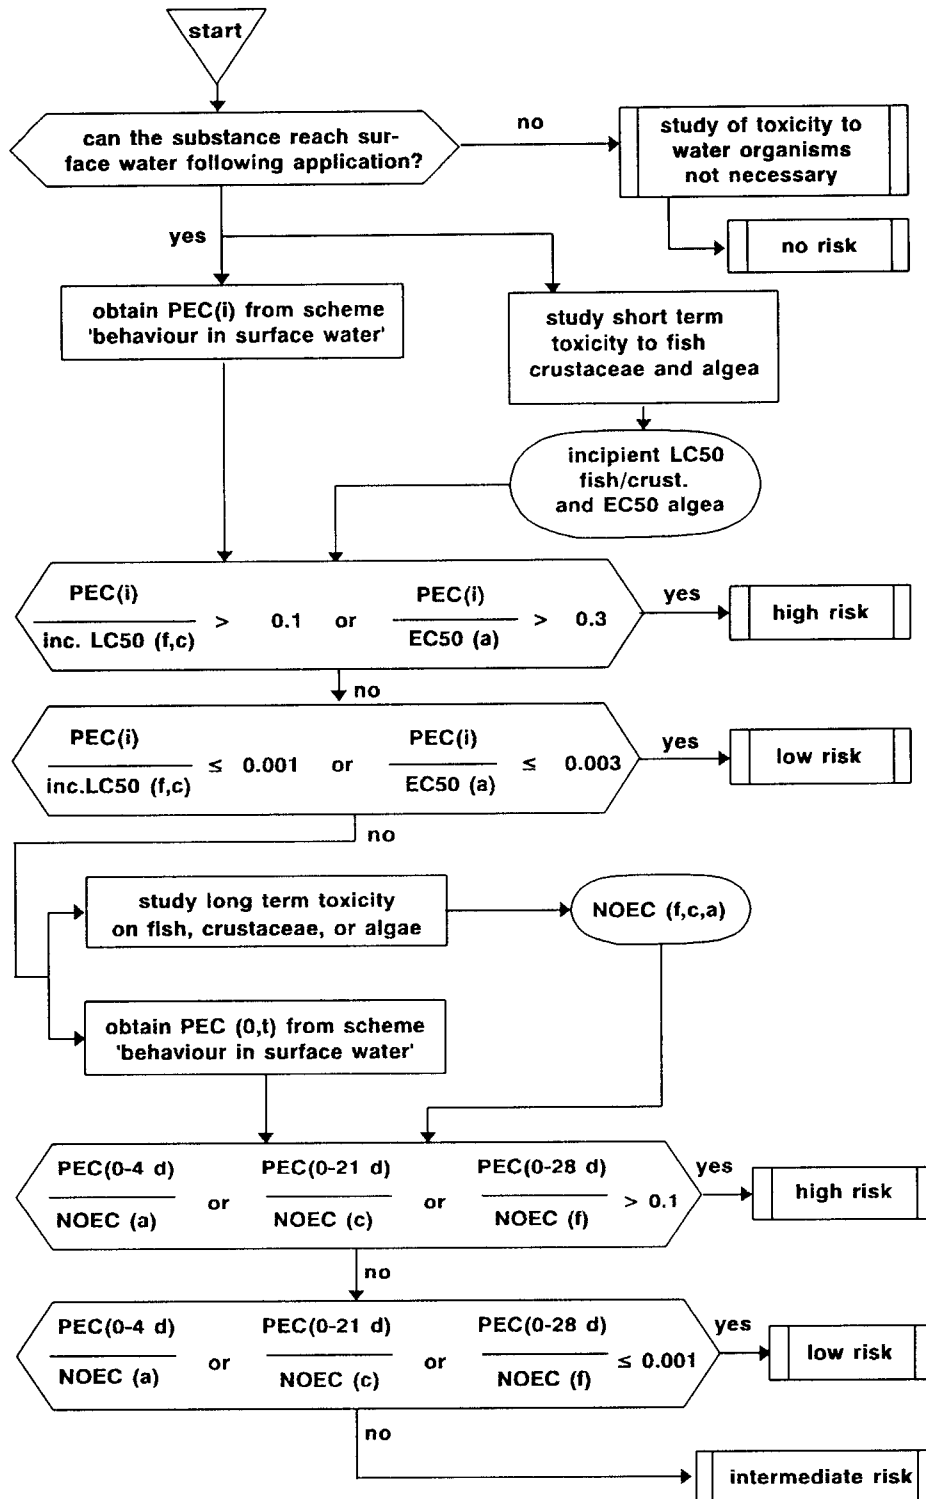 start
can the substance reach sur-
face water following application?
no
study of toxicity to
water organisms
not necessary
no risk
yes
obtain PEC(i) from scheme
'behaviour in surface water'
study short term
toxicity to fish
crustaceae and algea
incipient LC50
fish/crust.
and EC50 algea
PEC(i)
inc. LC50 (f,c)
> 0.1 or
PEC(i)
EC50 (a)
> 0.3
yes
high risk
no
PEC(i)
inc.LC50 (f,c)
≤ 0.001 or
PEC(i)
EC50 (a)
≤ 0.003
yes
low risk
no
study long term toxicity
on fish, crustaceae, or algae
NOEC (f,c,a)
obtain PEC (0,t) from scheme
'behaviour in surface water'
PEC(0-4 d)
NOEC (a)
or
PEC(0-21 d)
NOEC (c)
or
PEC(0-28 d)
NOEC (f)
> 0.1
yes
high risk
no
PEC(0-4 d)
NOEC (a)
or
PEC(0-21 d)
NOEC (c)
or
PEC(0-28 d)
NOEC (f)
≤ 0.001
yes
low risk
no
intermediate risk